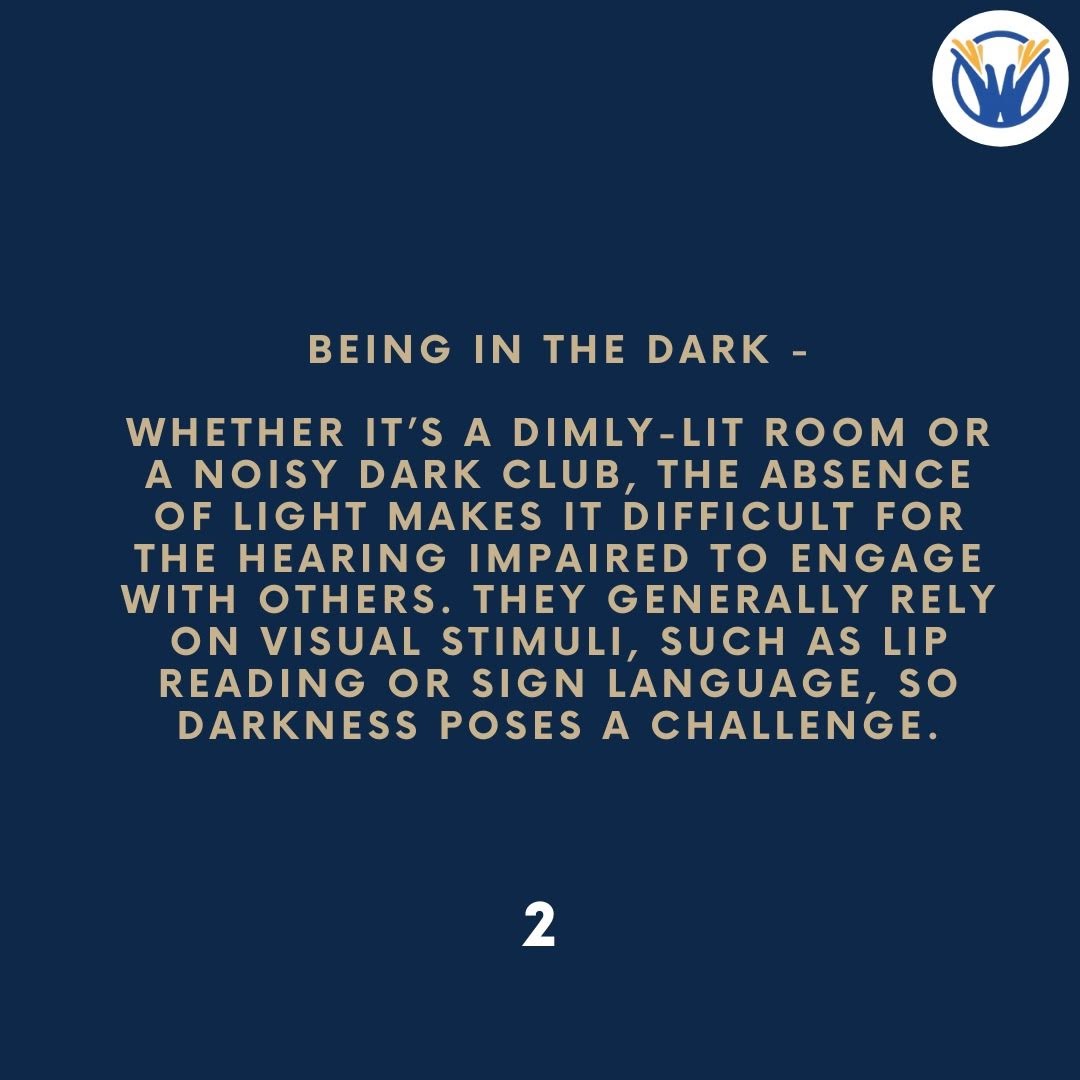 BEING IN THE DARK -
WHETHER IT’S A DIMLY-LIT ROOM OR
A NOISY DARK CLUB, THE ABSENCE
OF LIGHT MAKES IT DIFFICULT FOR
THE HEARING IMPAIRED TO ENGAGE
WITH OTHERS. THEY GENERALLY RELY
ON VISUAL STIMULI, SUCH AS LIP
READING OR SIGN LANGUAGE, SO
DARKNESS POSES A CHALLENGE.
2